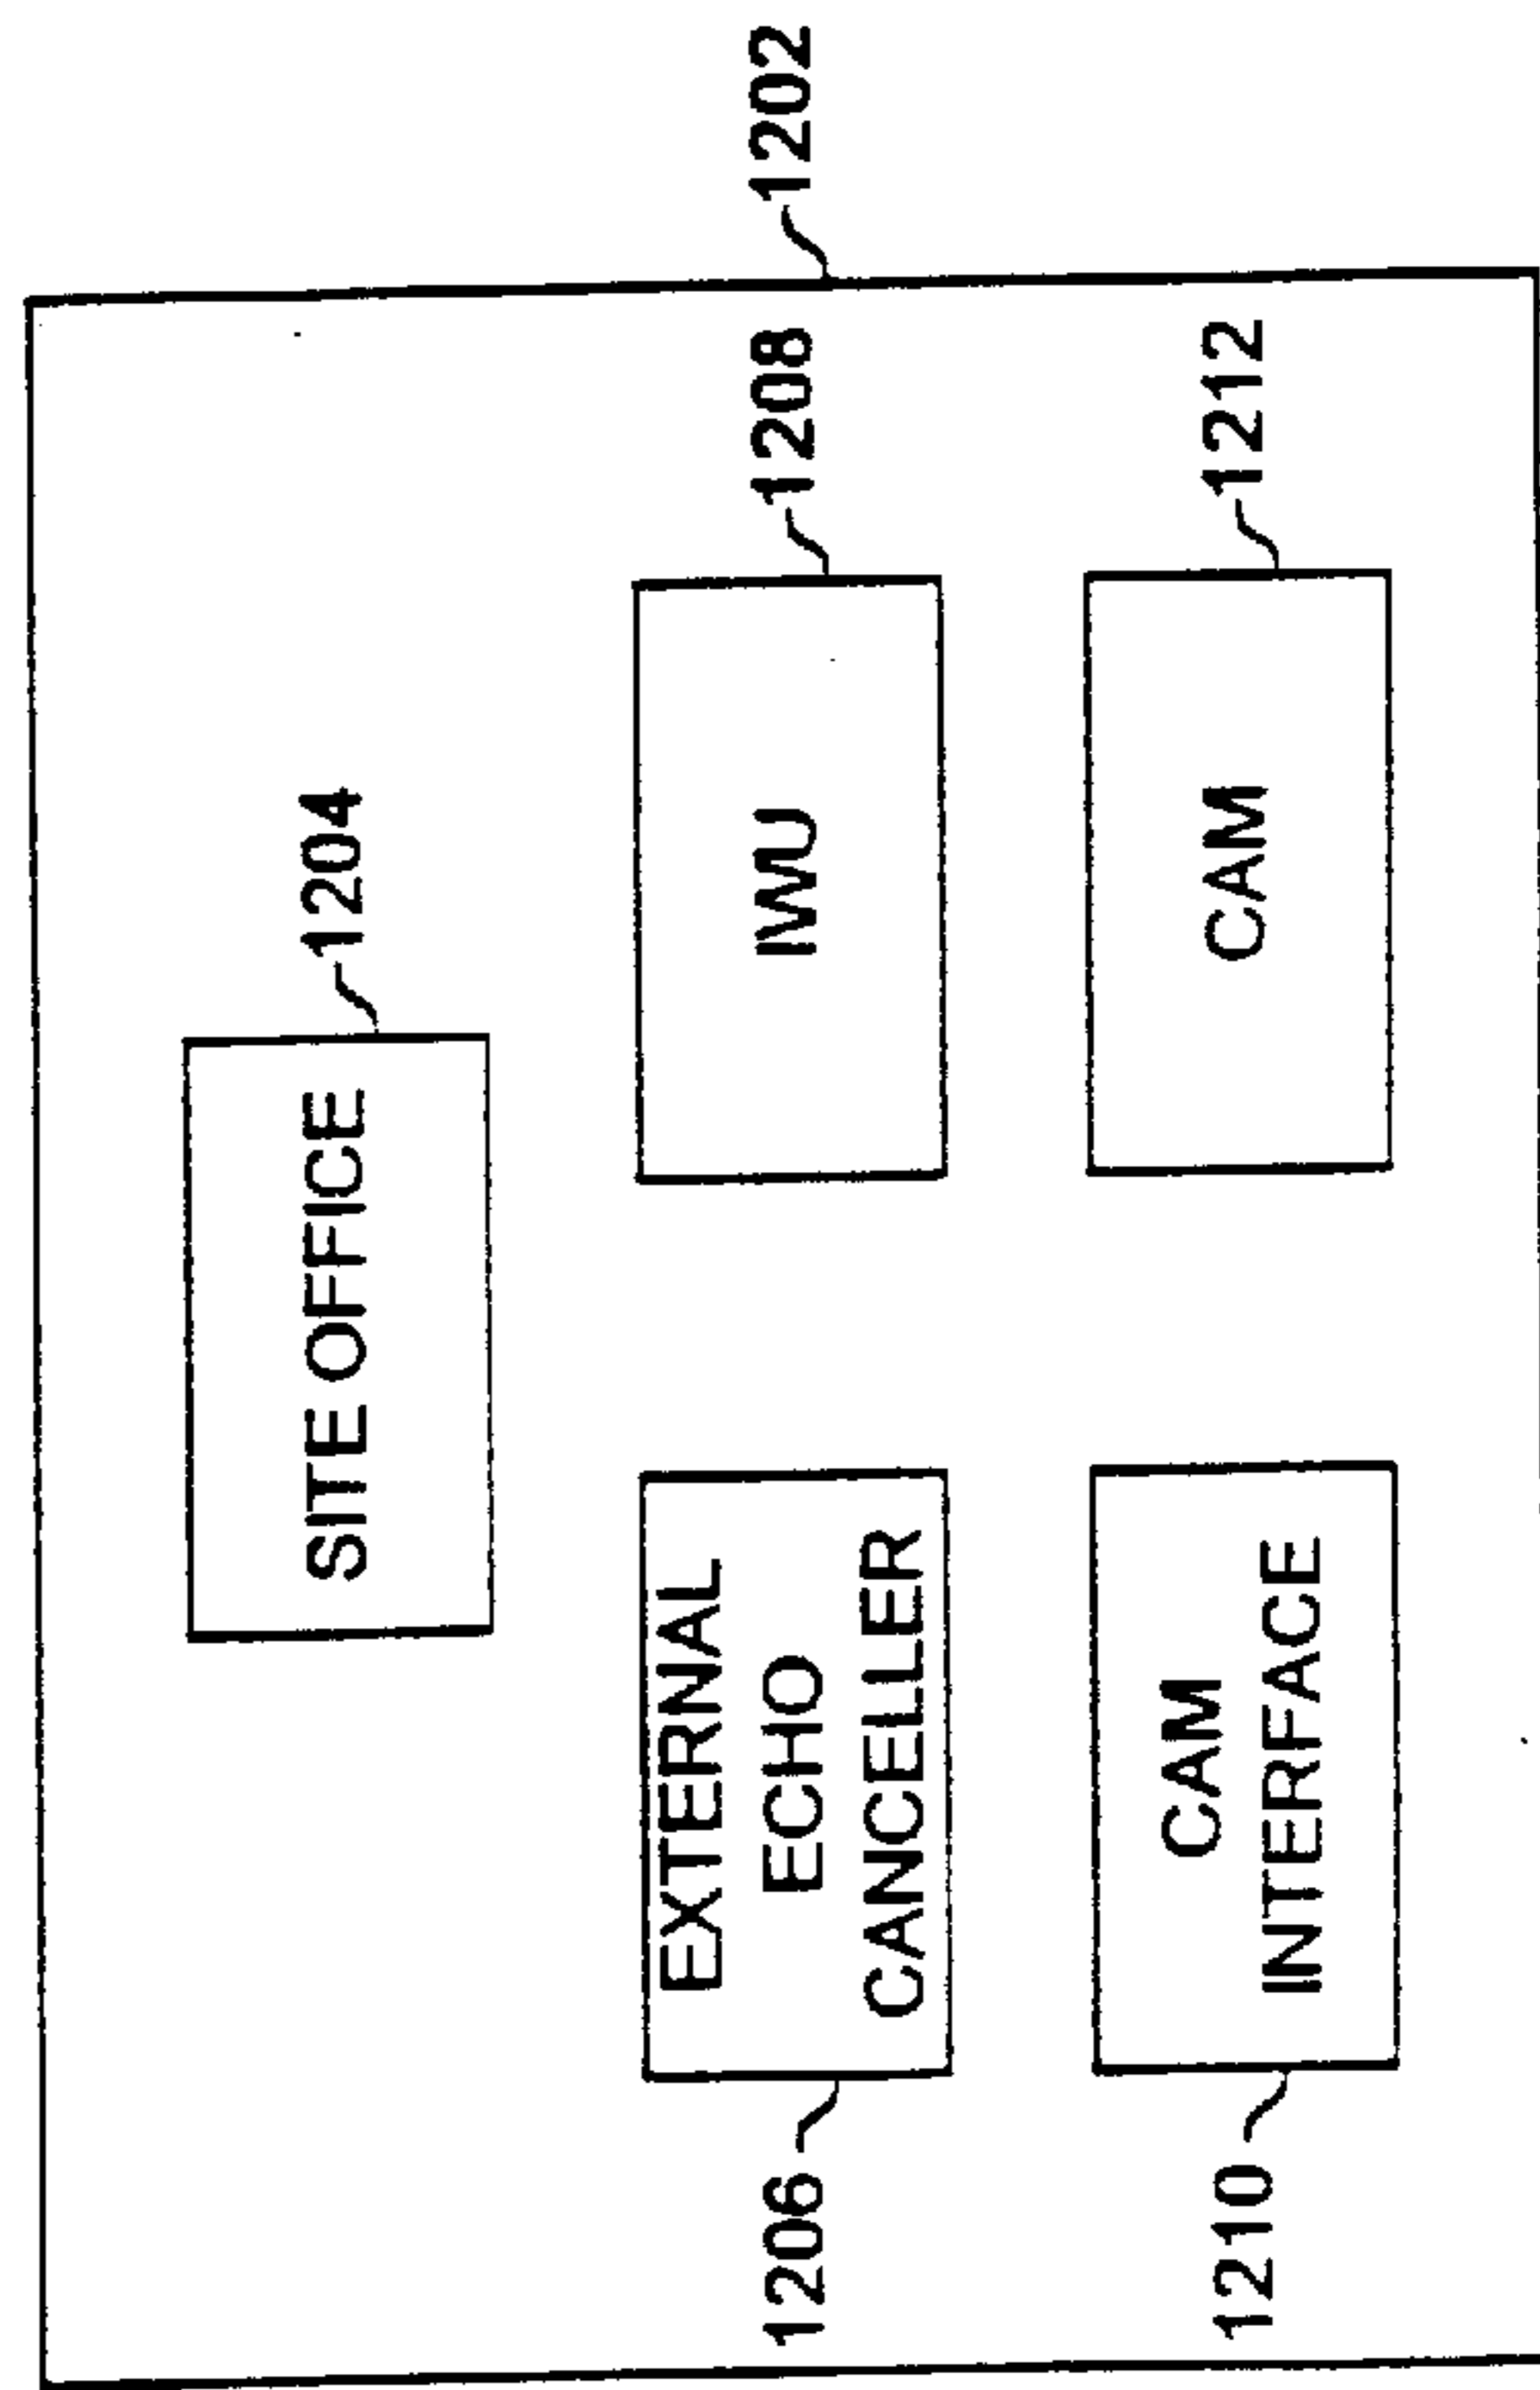 SITE OFFICE
1204
EXTERNAL
ECHO
CANCELLER
1206
IWU
1208
1202
CAM
INTERFACE
1210
CAM
1212